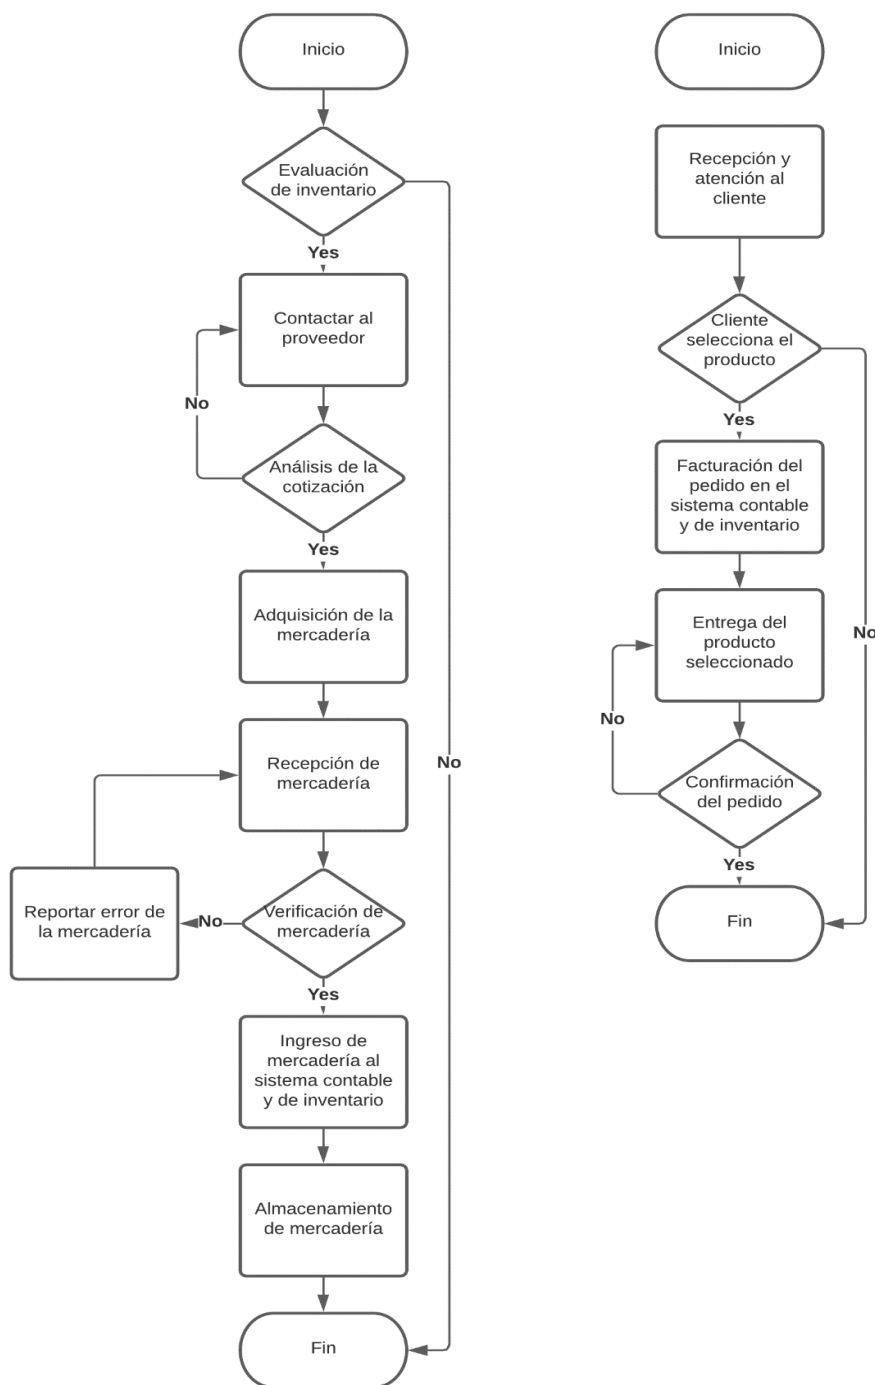 Inicio
Evaluación
de inventario
Yes
Contactar al
proveedor
No
Análisis de la
cotización
Yes
Adquisición de la
mercadería
Recepción de
mercadería
No
Reportar error de
la mercadería
No
Verificación de
mercadería
Yes
Ingreso de
mercadería al
sistema contable
y de inventario
Almacenamiento
de mercadería
Fin
Inicio
Recepción y
atención al
cliente
Cliente
selecciona el
producto
Yes
Facturación del
pedido en el
sistema contable
y de inventario
Entrega del
producto
seleccionado
No
No
Confirmación
del pedido
Yes
Fin